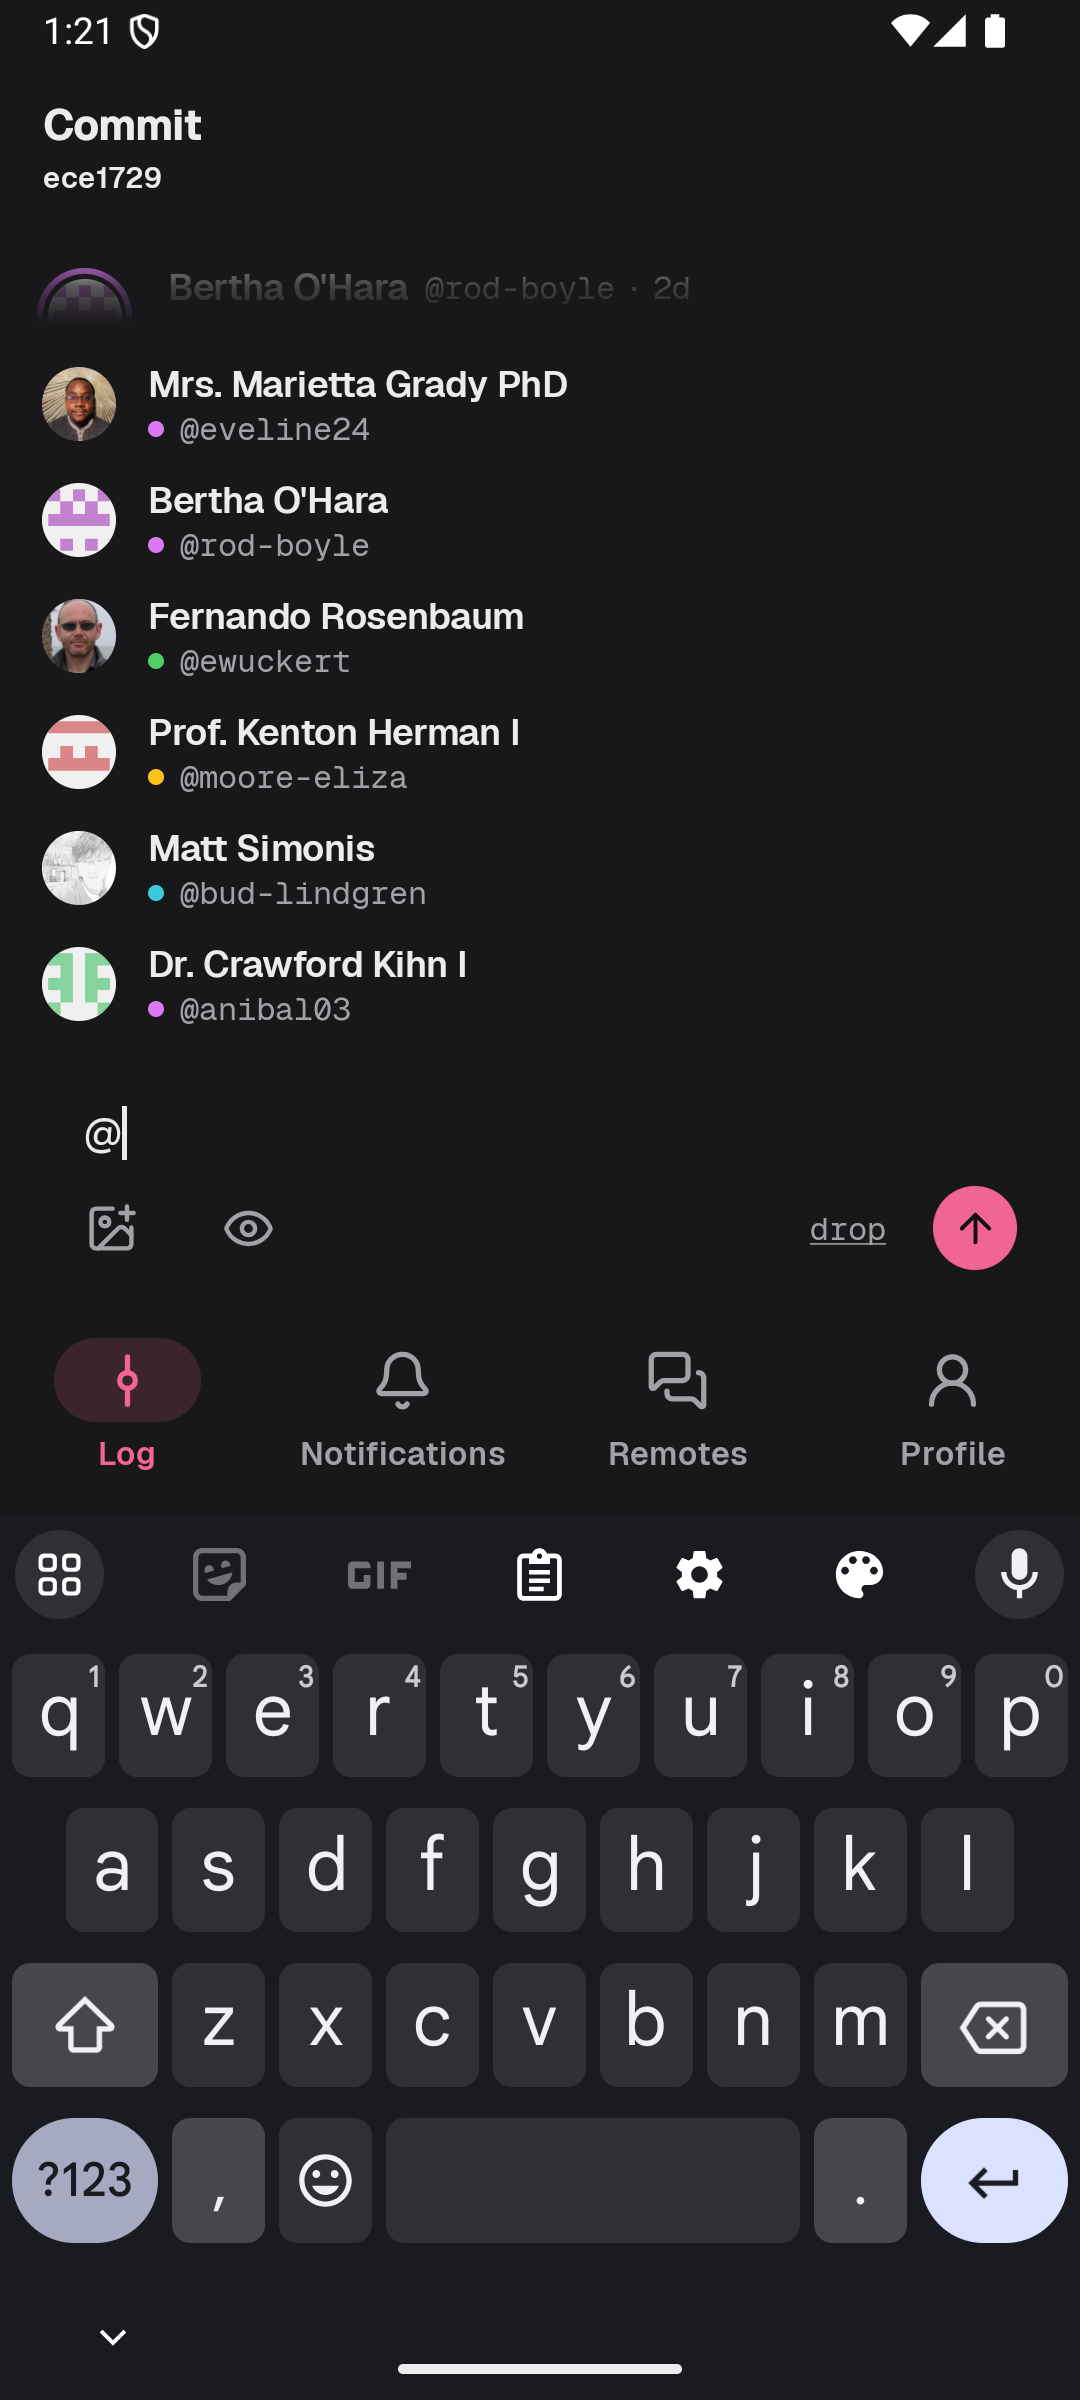 1:21
Commit
ece1729
Bertha O'Hara @rod-boyle · 2d
Mrs. Marietta Grady PhD
@eveline24
Bertha O'Hara
@rod-boyle
Fernando Rosenbaum
@ewuckert
Prof. Kenton Herman I
@moore-eliza
Matt Simonis
@bud-lindgren
Dr. Crawford Kihn I
@anibal03
@
drop
Log Notifications Remotes Profile
GIF
q1 w2 e3 r4 t5 y6 u7 i8 o9 p0
a s d f g h j k l
z x c v b n m
?123 , .